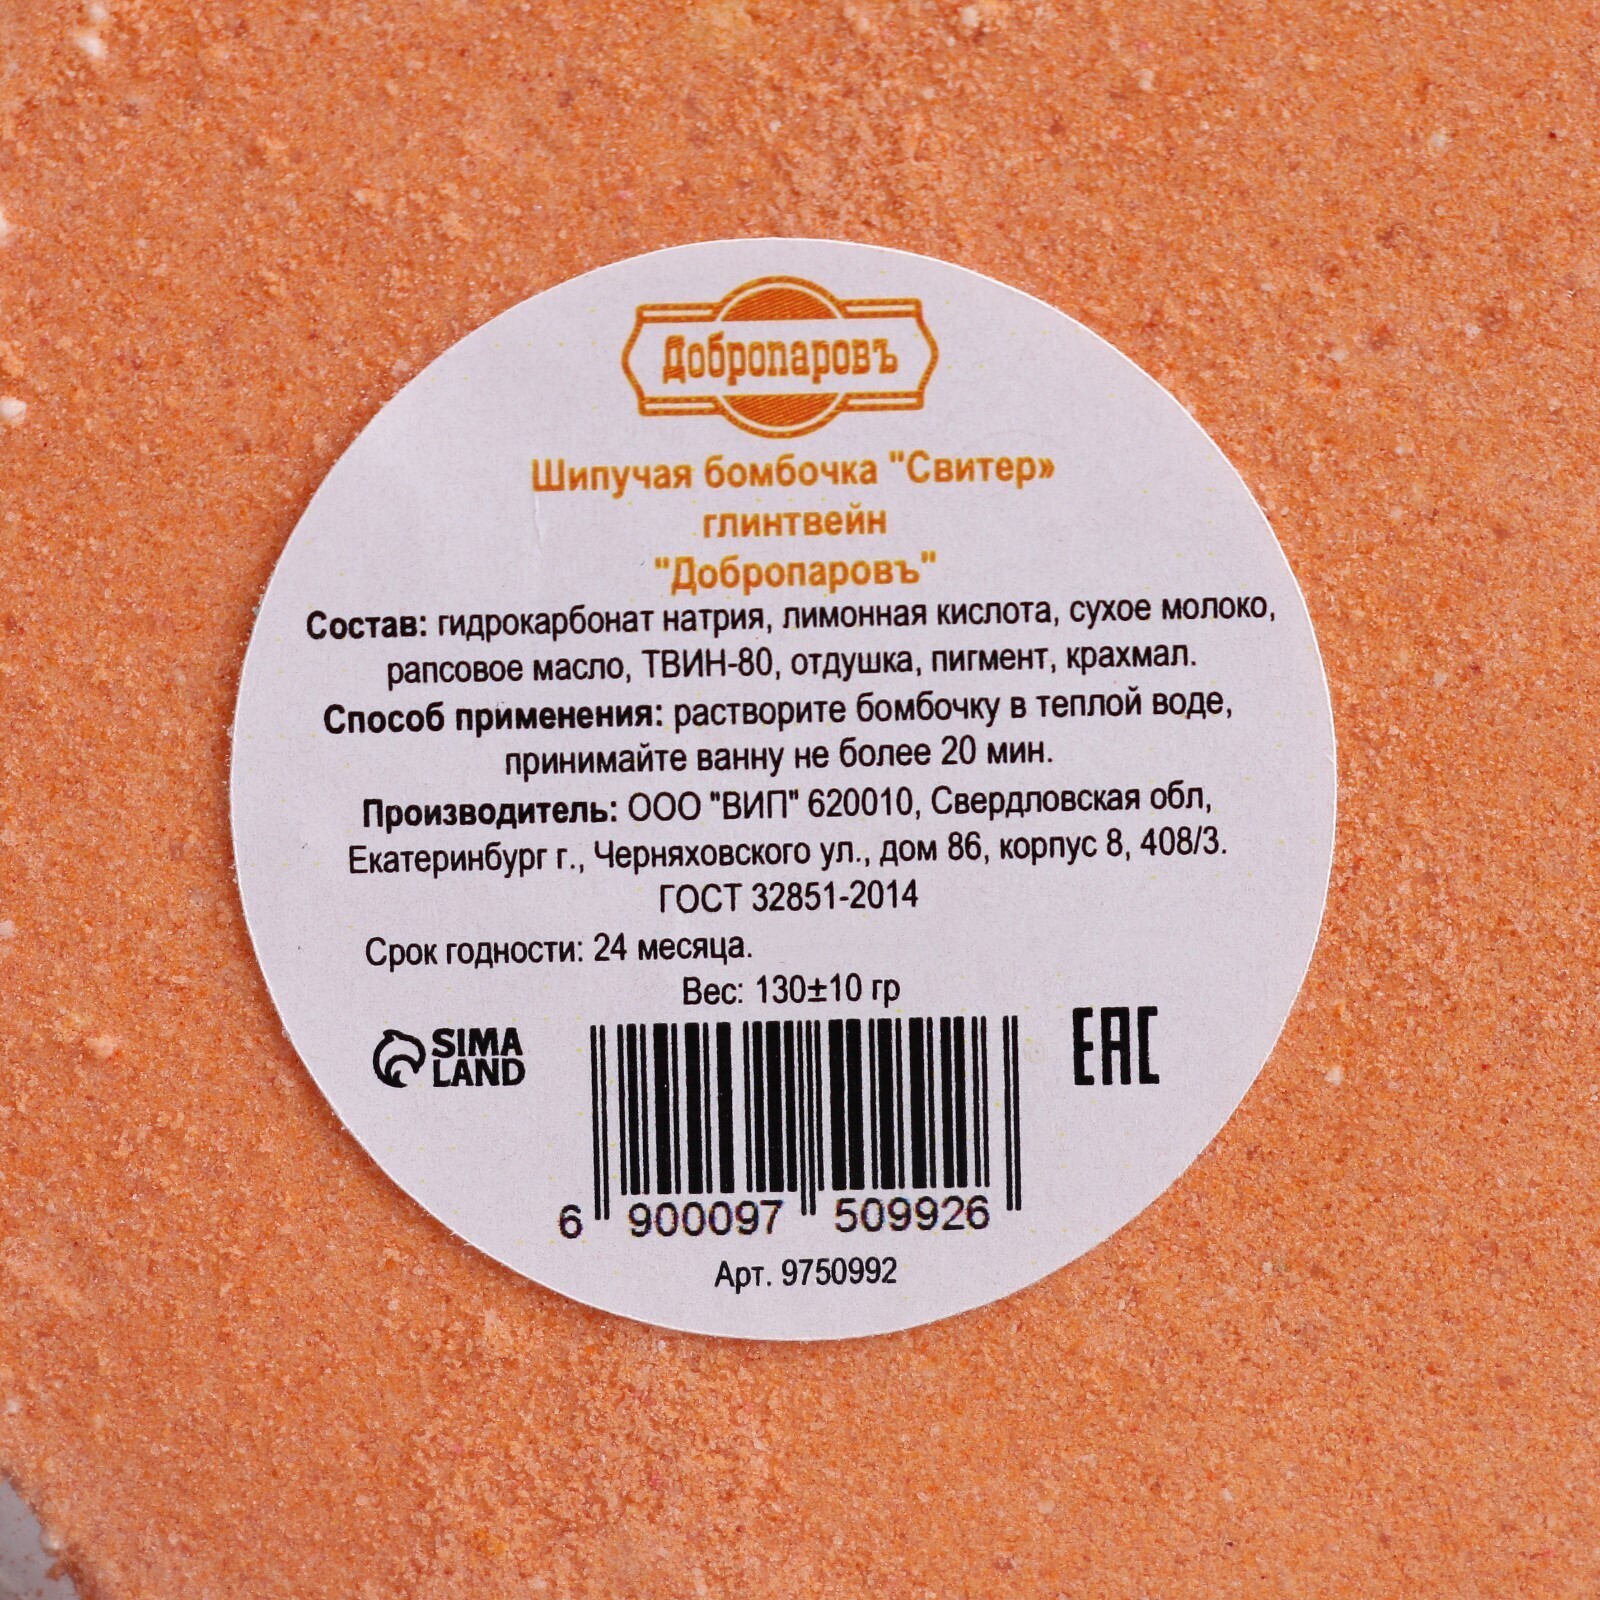 Добропаровъ
Шипучая бомбочка "Свитер»
глинтвейн
"Добропаровъ"
Состав: гидрокарбонат натрия, лимонная кислота, сухое молоко,
рапсовое масло, ТВИН-80, отдушка, пигмент, крахмал.
Способ применения: растворите бомбочку в теплой воде,
принимайте ванну не более 20 мин.
Производитель: ООО "ВИП" 620010, Свердловская обл,
Екатеринбург г., Черняховского ул., дом 86, корпус 8, 408/3.
ГОСТ 32851-2014
Срок годности: 24 месяца.
Вес: 130±10 гр
SIMA
LAND
EAC
6 900097 509926
Арт. 9750992